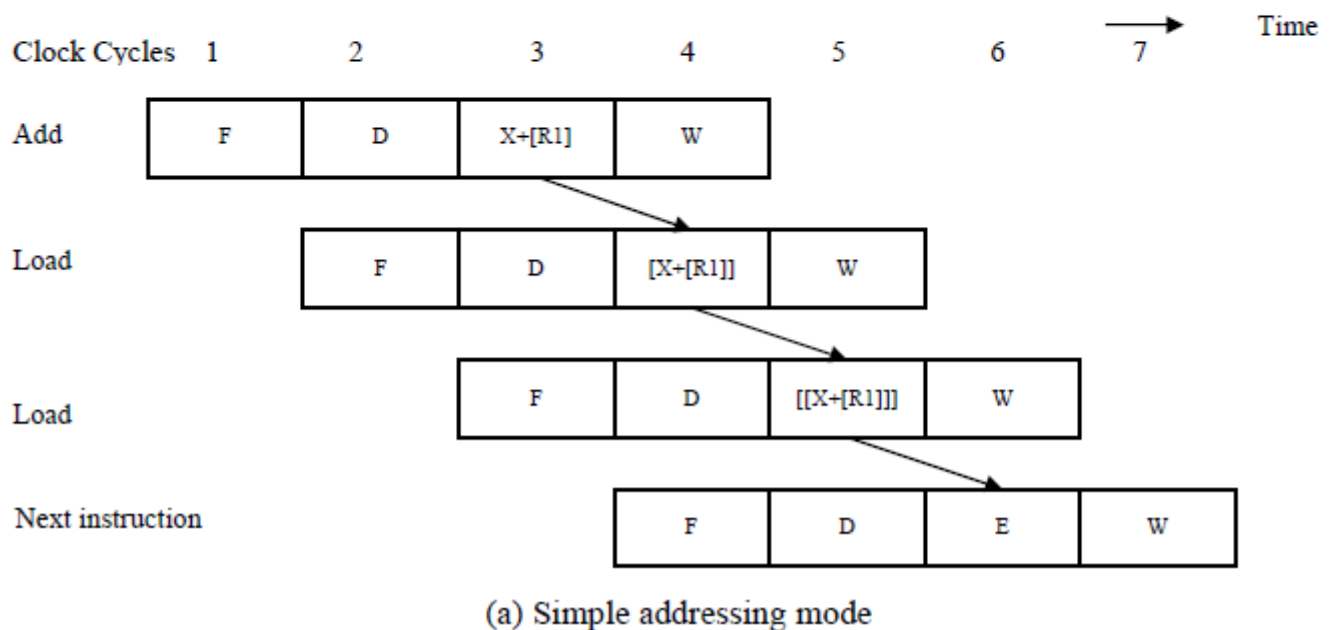 Time
Clock Cycles 1 2 3 4 5 6 7
Add F D X+[R1] W
Load F D [X+[R1]] W
Load F D [[X+[R1]]] W
Next instruction F D E W
(a) Simple addressing mode